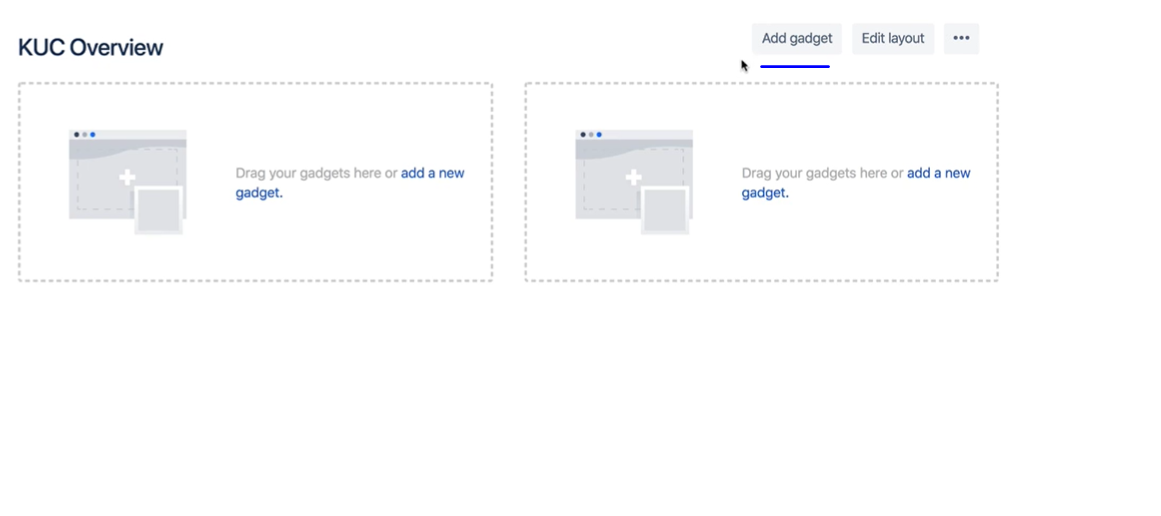 KUC Overview
Add gadget
Edit layout
•••
Drag your gadgets here or add a new
gadget.
Drag your gadgets here or add a new
gadget.